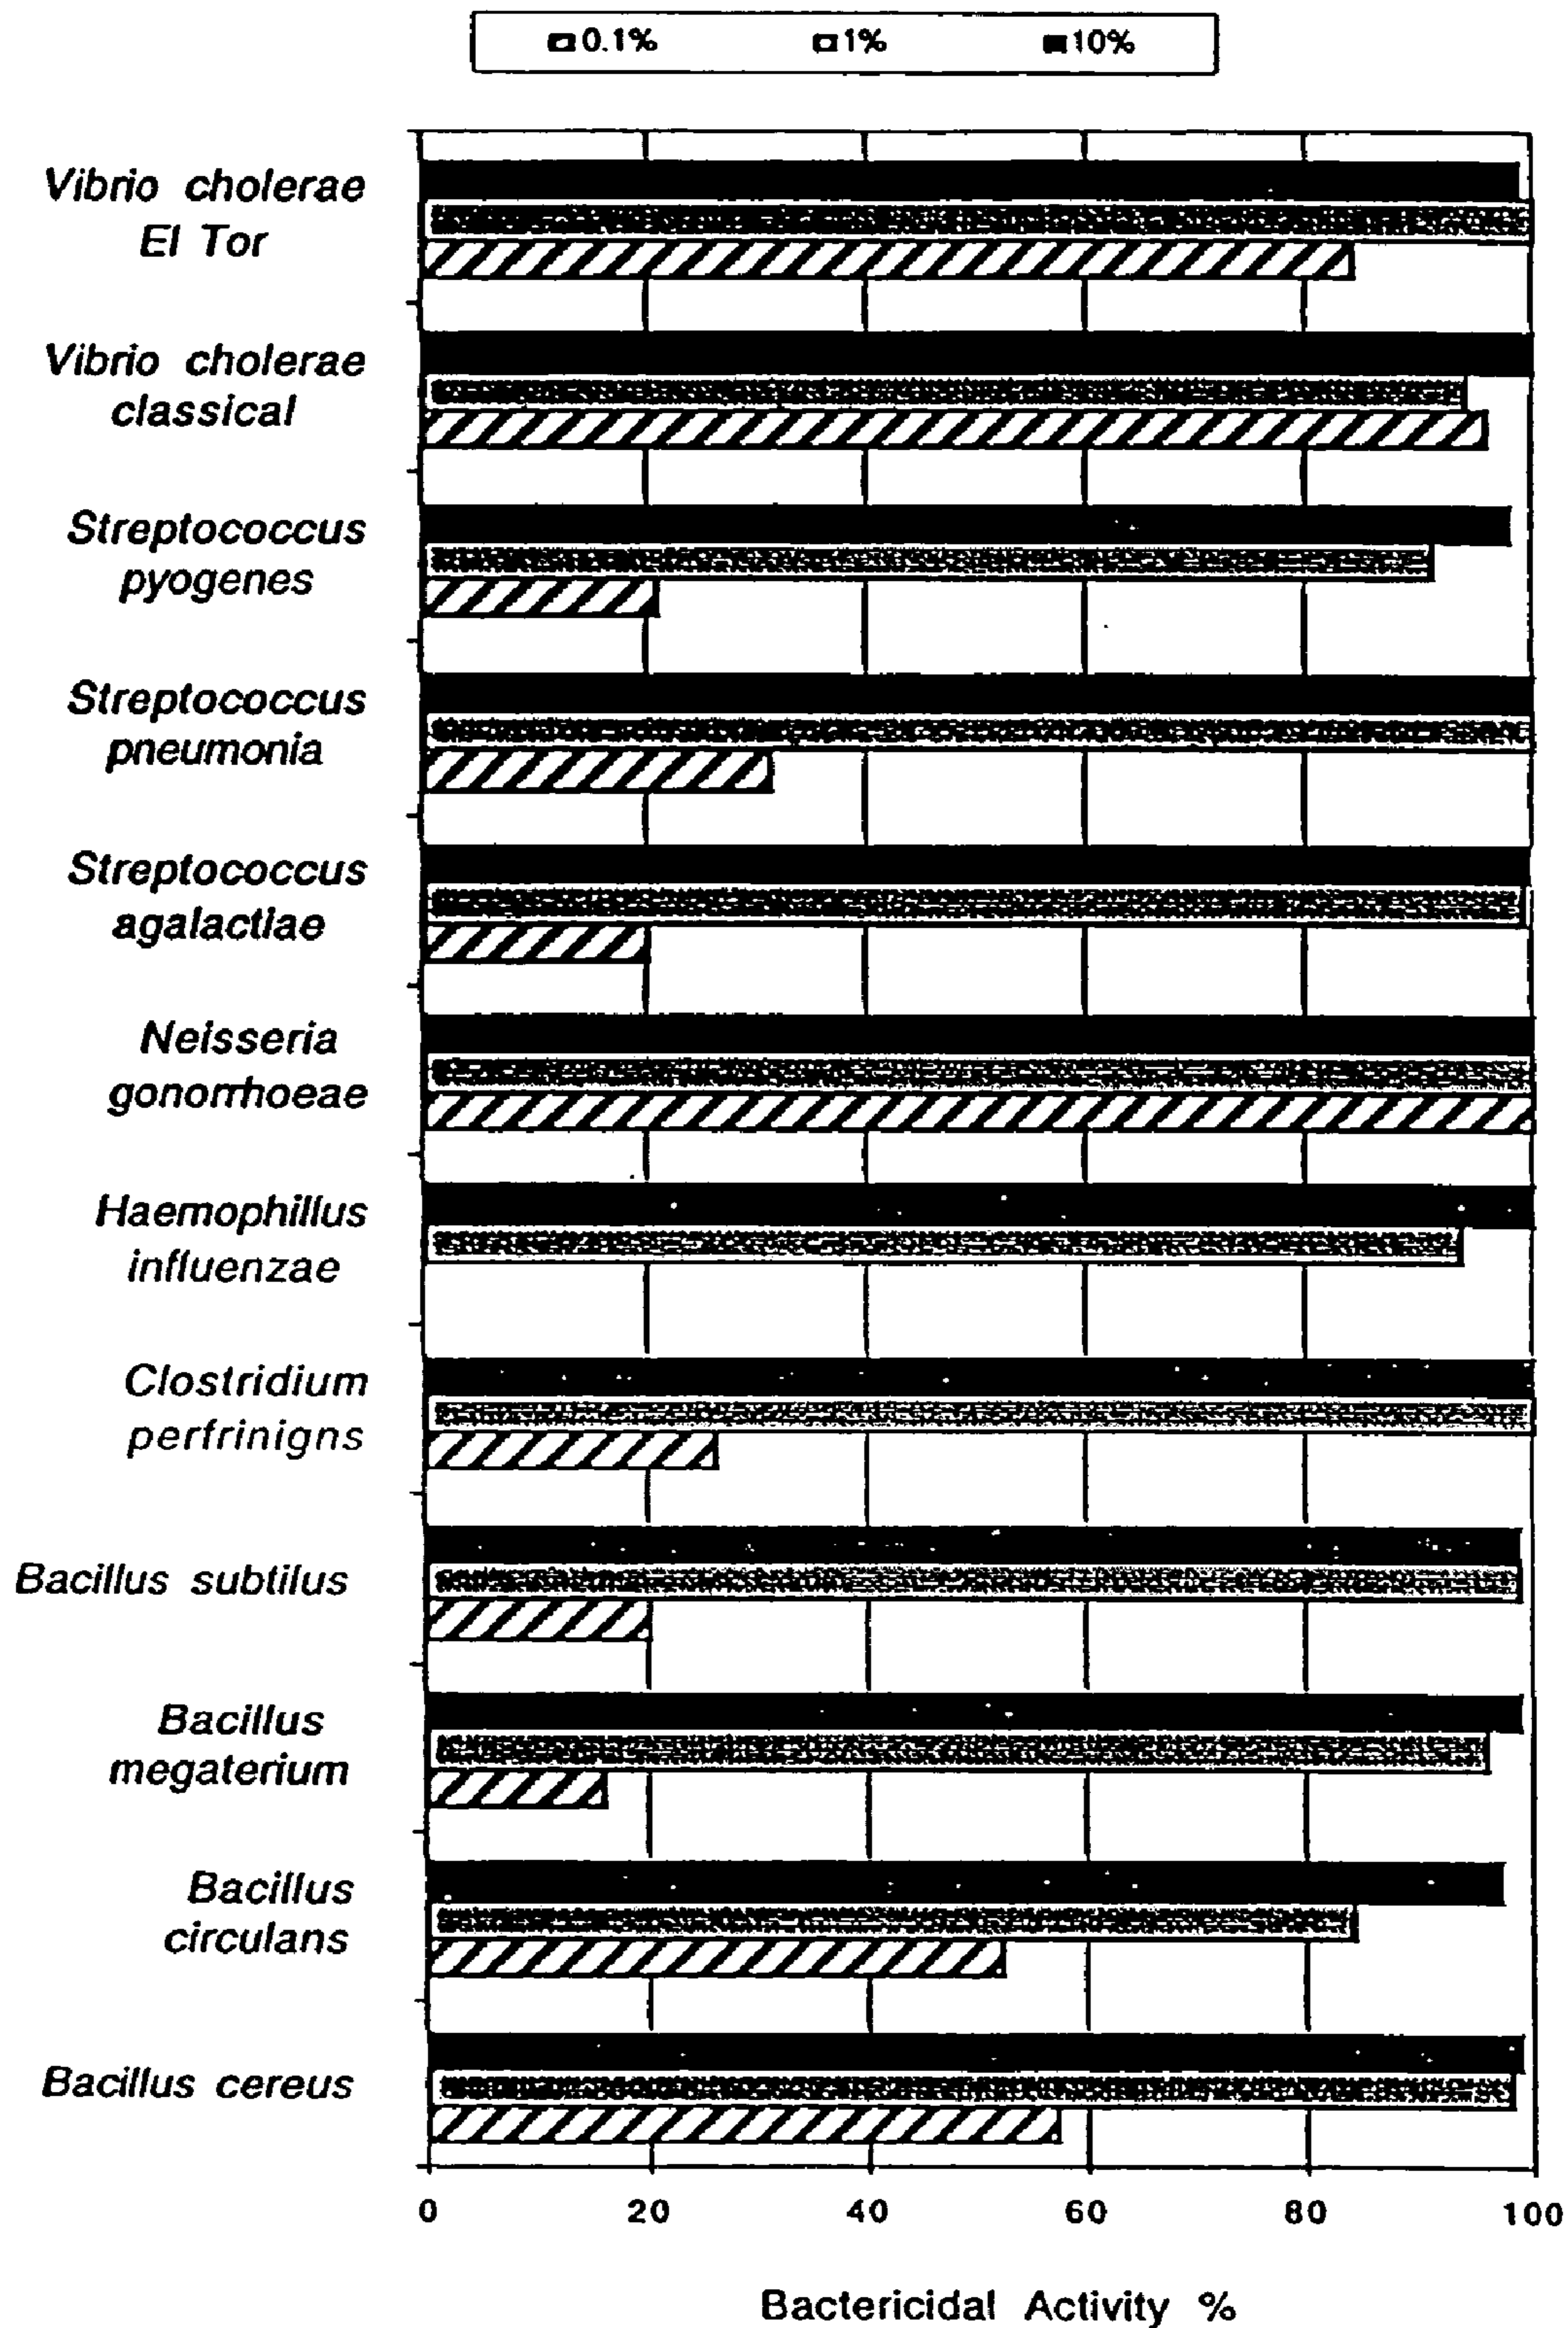 0.1% 1% 10%
Vibrio cholerae
El Tor
Vibrio cholerae
classical
Streptococcus
pyogenes
Streptococcus
pneumonia
Streptococcus
agalactiae
Neisseria
gonorrhoeae
Haemophillus
influenzae
Clostridium
perfrinigns
Bacillus subtilus
Bacillus
megaterium
Bacillus
circulans
Bacillus cereus
0 20 40 60 80 100
Bactericidal Activity %